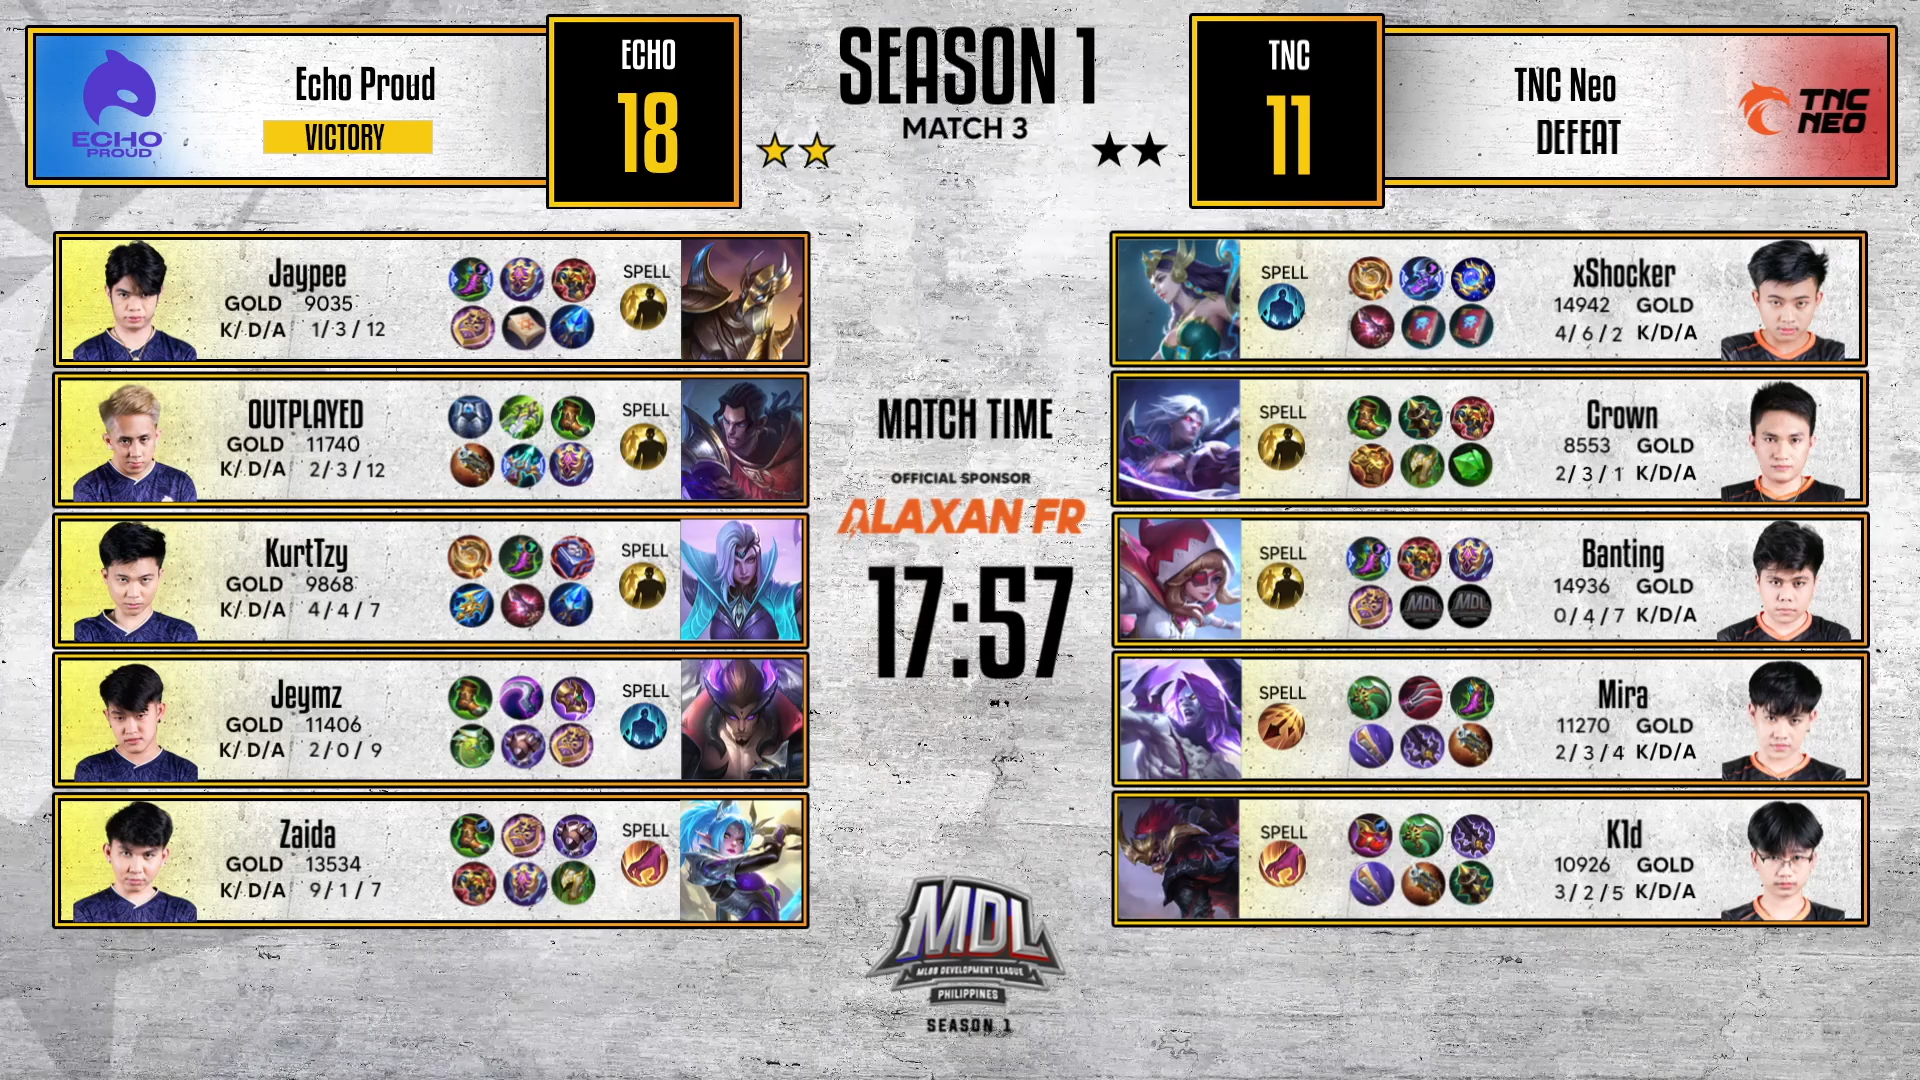 ECHO PROUD
Echo Proud
VICTORY
ECHO
18
SEASON 1
MATCH 3
TNC
11
TNC Neo
DEFEAT
TNC NEO
Jaypee
GOLD 9035
K/D/A 1/3/12
SPELL
OUTPLAYED
GOLD 11740
K/D/A 2/3/12
SPELL
KurtTzy
GOLD 9868
K/D/A 4/4/7
SPELL
Jeymz
GOLD 11406
K/D/A 2/0/9
SPELL
Zaida
GOLD 13534
K/D/A 9/1/7
SPELL
MATCH TIME
OFFICIAL SPONSOR
ALAXAN FR
17:57
MDL
MLBB DEVELOPMENT LEAGUE
PHILIPPINES
SEASON 1
SPELL
xShocker
14942 GOLD
4/6/2 K/D/A
SPELL
Crown
8553 GOLD
2/3/1 K/D/A
SPELL
MDL MDL
Banting
14936 GOLD
0/4/7 K/D/A
SPELL
Mira
11270 GOLD
2/3/4 K/D/A
SPELL
K1d
10926 GOLD
3/2/5 K/D/A